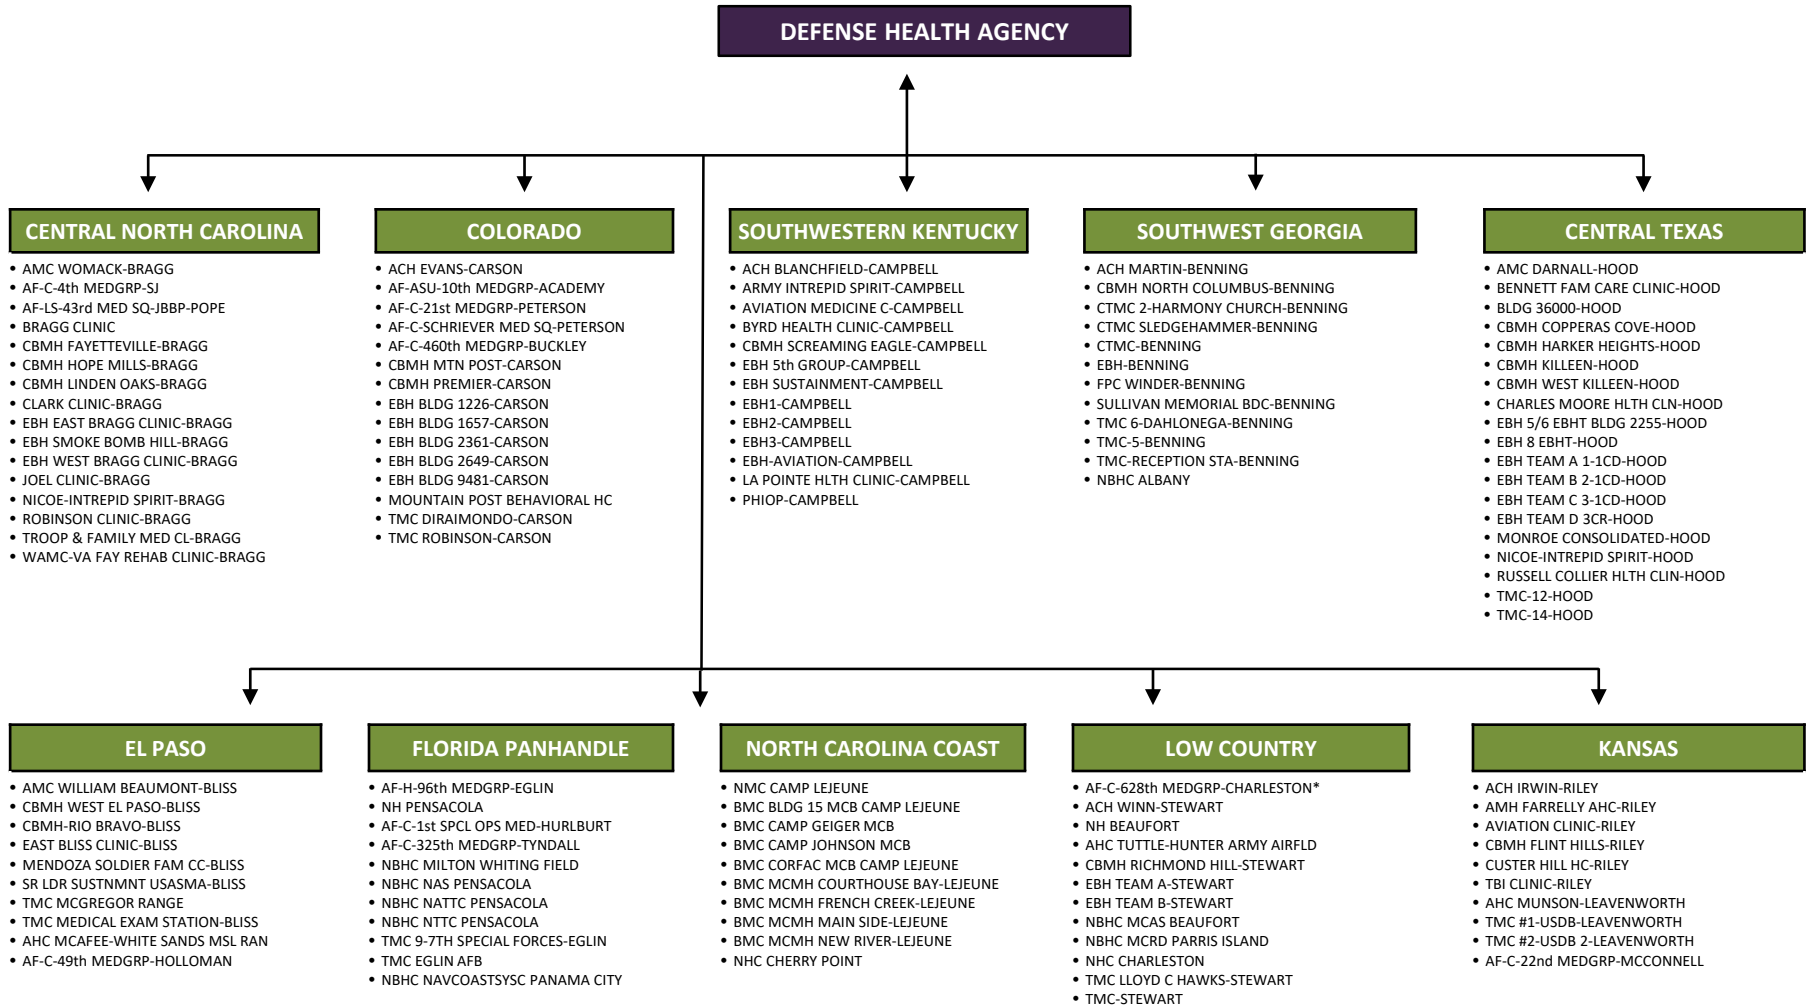 DEFENSE HEALTH AGENCY
CENTRAL NORTH CAROLINA
• AMC WOMACK-BRAGG
• AF-C-4th MEDGRP-SJ
• AF-LS-43rd MED SQ-JBBP-POPE
• BRAGG CLINIC
• CBMH FAYETTEVILLE-BRAGG
• CBMH HOPE MILLS-BRAGG
• CBMH LINDEN OAKS-BRAGG
• CLARK CLINIC-BRAGG
• EBH EAST BRAGG CLINIC-BRAGG
• EBH SMOKE BOMB HILL-BRAGG
• EBH WEST BRAGG CLINIC-BRAGG
• JOEL CLINIC-BRAGG
• NICOE-INTREPID SPIRIT-BRAGG
• ROBINSON CLINIC-BRAGG
• TROOP & FAMILY MED CL-BRAGG
• WAMC-VA FAY REHAB CLINIC-BRAGG
COLORADO
• ACH EVANS-CARSON
• AF-ASU-10th MEDGRP-ACADEMY
• AF-C-21st MEDGRP-PETERSON
• AF-C-SCHRIEVER MED SQ-PETERSON
• AF-C-460th MEDGRP-BUCKLEY
• CBMH MTN POST-CARSON
• CBMH PREMIER-CARSON
• EBH BLDG 1226-CARSON
• EBH BLDG 1657-CARSON
• EBH BLDG 2361-CARSON
• EBH BLDG 2649-CARSON
• EBH BLDG 9481-CARSON
• MOUNTAIN POST BEHAVIORAL HC
• TMC DIRAIMONDO-CARSON
• TMC ROBINSON-CARSON
SOUTHWESTERN KENTUCKY
• ACH BLANCHFIELD-CAMPBELL
• ARMY INTREPID SPIRIT-CAMPBELL
• AVIATION MEDICINE C-CAMPBELL
• BYRD HEALTH CLINIC-CAMPBELL
• CBMH SCREAMING EAGLE-CAMPBELL
• EBH 5th GROUP-CAMPBELL
• EBH SUSTAINMENT-CAMPBELL
• EBH1-CAMPBELL
• EBH2-CAMPBELL
• EBH3-CAMPBELL
• EBH-AVIATION-CAMPBELL
• LA POINTE HLTH CLINIC-CAMPBELL
• PHIOP-CAMPBELL
SOUTHWEST GEORGIA
• ACH MARTIN-BENNING
• CBMH NORTH COLUMBUS-BENNING
• CTMC 2-HARMONY CHURCH-BENNING
• CTMC SLEDGEHAMMER-BENNING
• CTMC-BENNING
• EBH-BENNING
• FPC WINDER-BENNING
• SULLIVAN MEMORIAL BDC-BENNING
• TMC 6-DAHLONEGA-BENNING
• TMC-5-BENNING
• TMC-RECEPTION STA-BENNING
• NBHC ALBANY
CENTRAL TEXAS
• AMC DARNALL-HOOD
• BENNETT FAM CARE CLINIC-HOOD
• BLDG 36000-HOOD
• CBMH COPPERAS COVE-HOOD
• CBMH HARKER HEIGHTS-HOOD
• CBMH KILLEEN-HOOD
• CBMH WEST KILLEEN-HOOD
• CHARLES MOORE HLTH CLN-HOOD
• EBH 5/6 EBHT BLDG 2255-HOOD
• EBH 8 EBHT-HOOD
• EBH TEAM A 1-1CD-HOOD
• EBH TEAM B 2-1CD-HOOD
• EBH TEAM C 3-1CD-HOOD
• EBH TEAM D 3CR-HOOD
• MONROE CONSOLIDATED-HOOD
• NICOE-INTREPID SPIRIT-HOOD
• RUSSELL COLLIER HLTH CLIN-HOOD
• TMC-12-HOOD
• TMC-14-HOOD
EL PASO
• AMC WILLIAM BEAUMONT-BLISS
• CBMH WEST EL PASO-BLISS
• CBMH-RIO BRAVO-BLISS
• EAST BLISS CLINIC-BLISS
• MENDOZA SOLDIER FAM CC-BLISS
• SR LDR SUSTNMNT USASMA-BLISS
• TMC MCGREGOR RANGE
• TMC MEDICAL EXAM STATION-BLISS
• AHC MCAFEE-WHITE SANDS MSL RAN
• AF-C-49th MEDGRP-HOLLOMAN
FLORIDA PANHANDLE
• AF-H-96th MEDGRP-EGLIN
• NH PENSACOLA
• AF-C-1st SPCL OPS MED-HURLBURT
• AF-C-325th MEDGRP-TYNDALL
• NBHC MILTON WHITING FIELD
• NBHC NAS PENSACOLA
• NBHC NATTC PENSACOLA
• NBHC NTTC PENSACOLA
• TMC 9-7TH SPECIAL FORCES-EGLIN
• TMC EGLIN AFB
• NBHC NAVCOASTSYSC PANAMA CITY
NORTH CAROLINA COAST
• NMC CAMP LEJEUNE
• BMC BLDG 15 MCB CAMP LEJEUNE
• BMC CAMP GEIGER MCB
• BMC CAMP JOHNSON MCB
• BMC CORFAC MCB CAMP LEJEUNE
• BMC MCMH COURTHOUSE BAY-LEJEUNE
• BMC MCMH FRENCH CREEK-LEJEUNE
• BMC MCMH MAIN SIDE-LEJEUNE
• BMC MCMH NEW RIVER-LEJEUNE
• NHC CHERRY POINT
LOW COUNTRY
• AF-C-628th MEDGRP-CHARLESTON*
• ACH WINN-STEWART
• NH BEAUFORT
• AHC TUTTLE-HUNTER ARMY AIRFLD
• CBMH RICHMOND HILL-STEWART
• EBH TEAM A-STEWART
• EBH TEAM B-STEWART
• NBHC MCAS BEAUFORT
• NBHC MCRD PARRIS ISLAND
• NHC CHARLESTON
• TMC LLOYD C HAWKS-STEWART
• TMC-STEWART
KANSAS
• ACH IRWIN-RILEY
• AMH FARRELLY AHC-RILEY
• AVIATION CLINIC-RILEY
• CBMH FLINT HILLS-RILEY
• CUSTER HILL HC-RILEY
• TBI CLINIC-RILEY
• AHC MUNSON-LEAVENWORTH
• TMC #1-USDB-LEAVENWORTH
• TMC #2-USDB 2-LEAVENWORTH
• AF-C-22nd MEDGRP-MCCONNELL